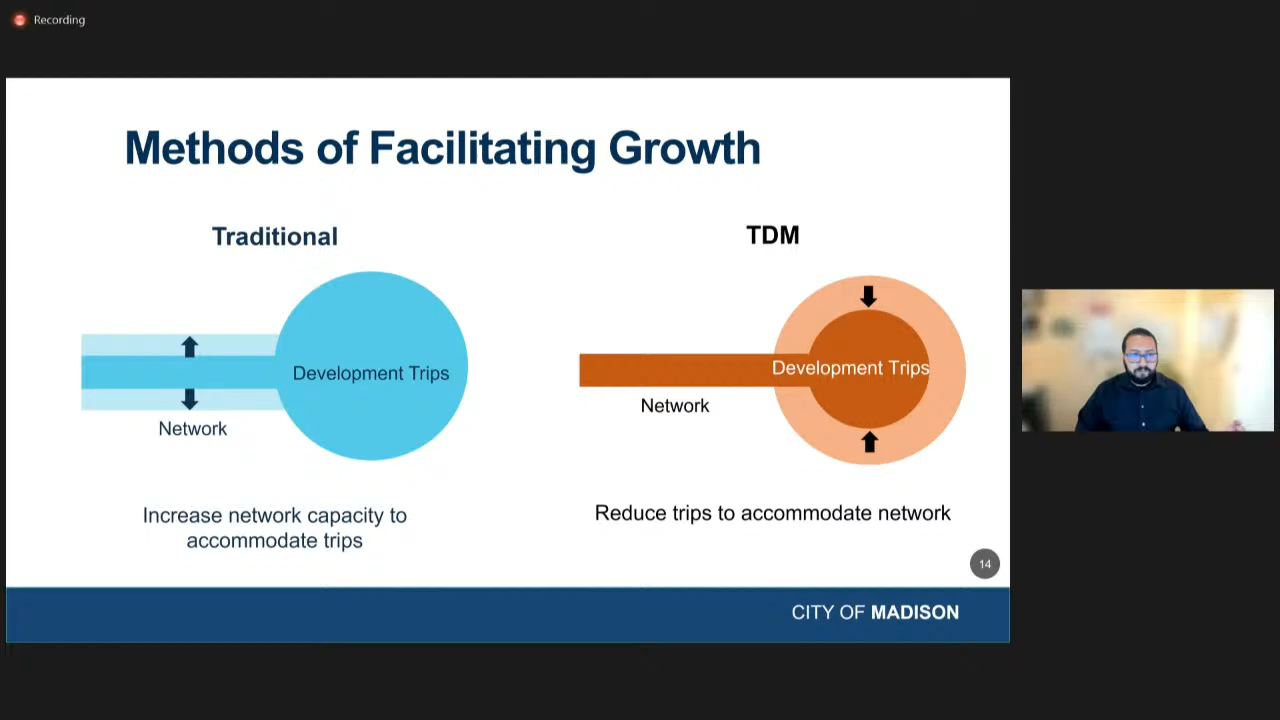 Recording
Methods of Facilitating Growth
Traditional
Development Trips
Network
Increase network capacity to
accommodate trips
TDM
Development Trips
Network
Reduce trips to accommodate network
14
CITY OF MADISON